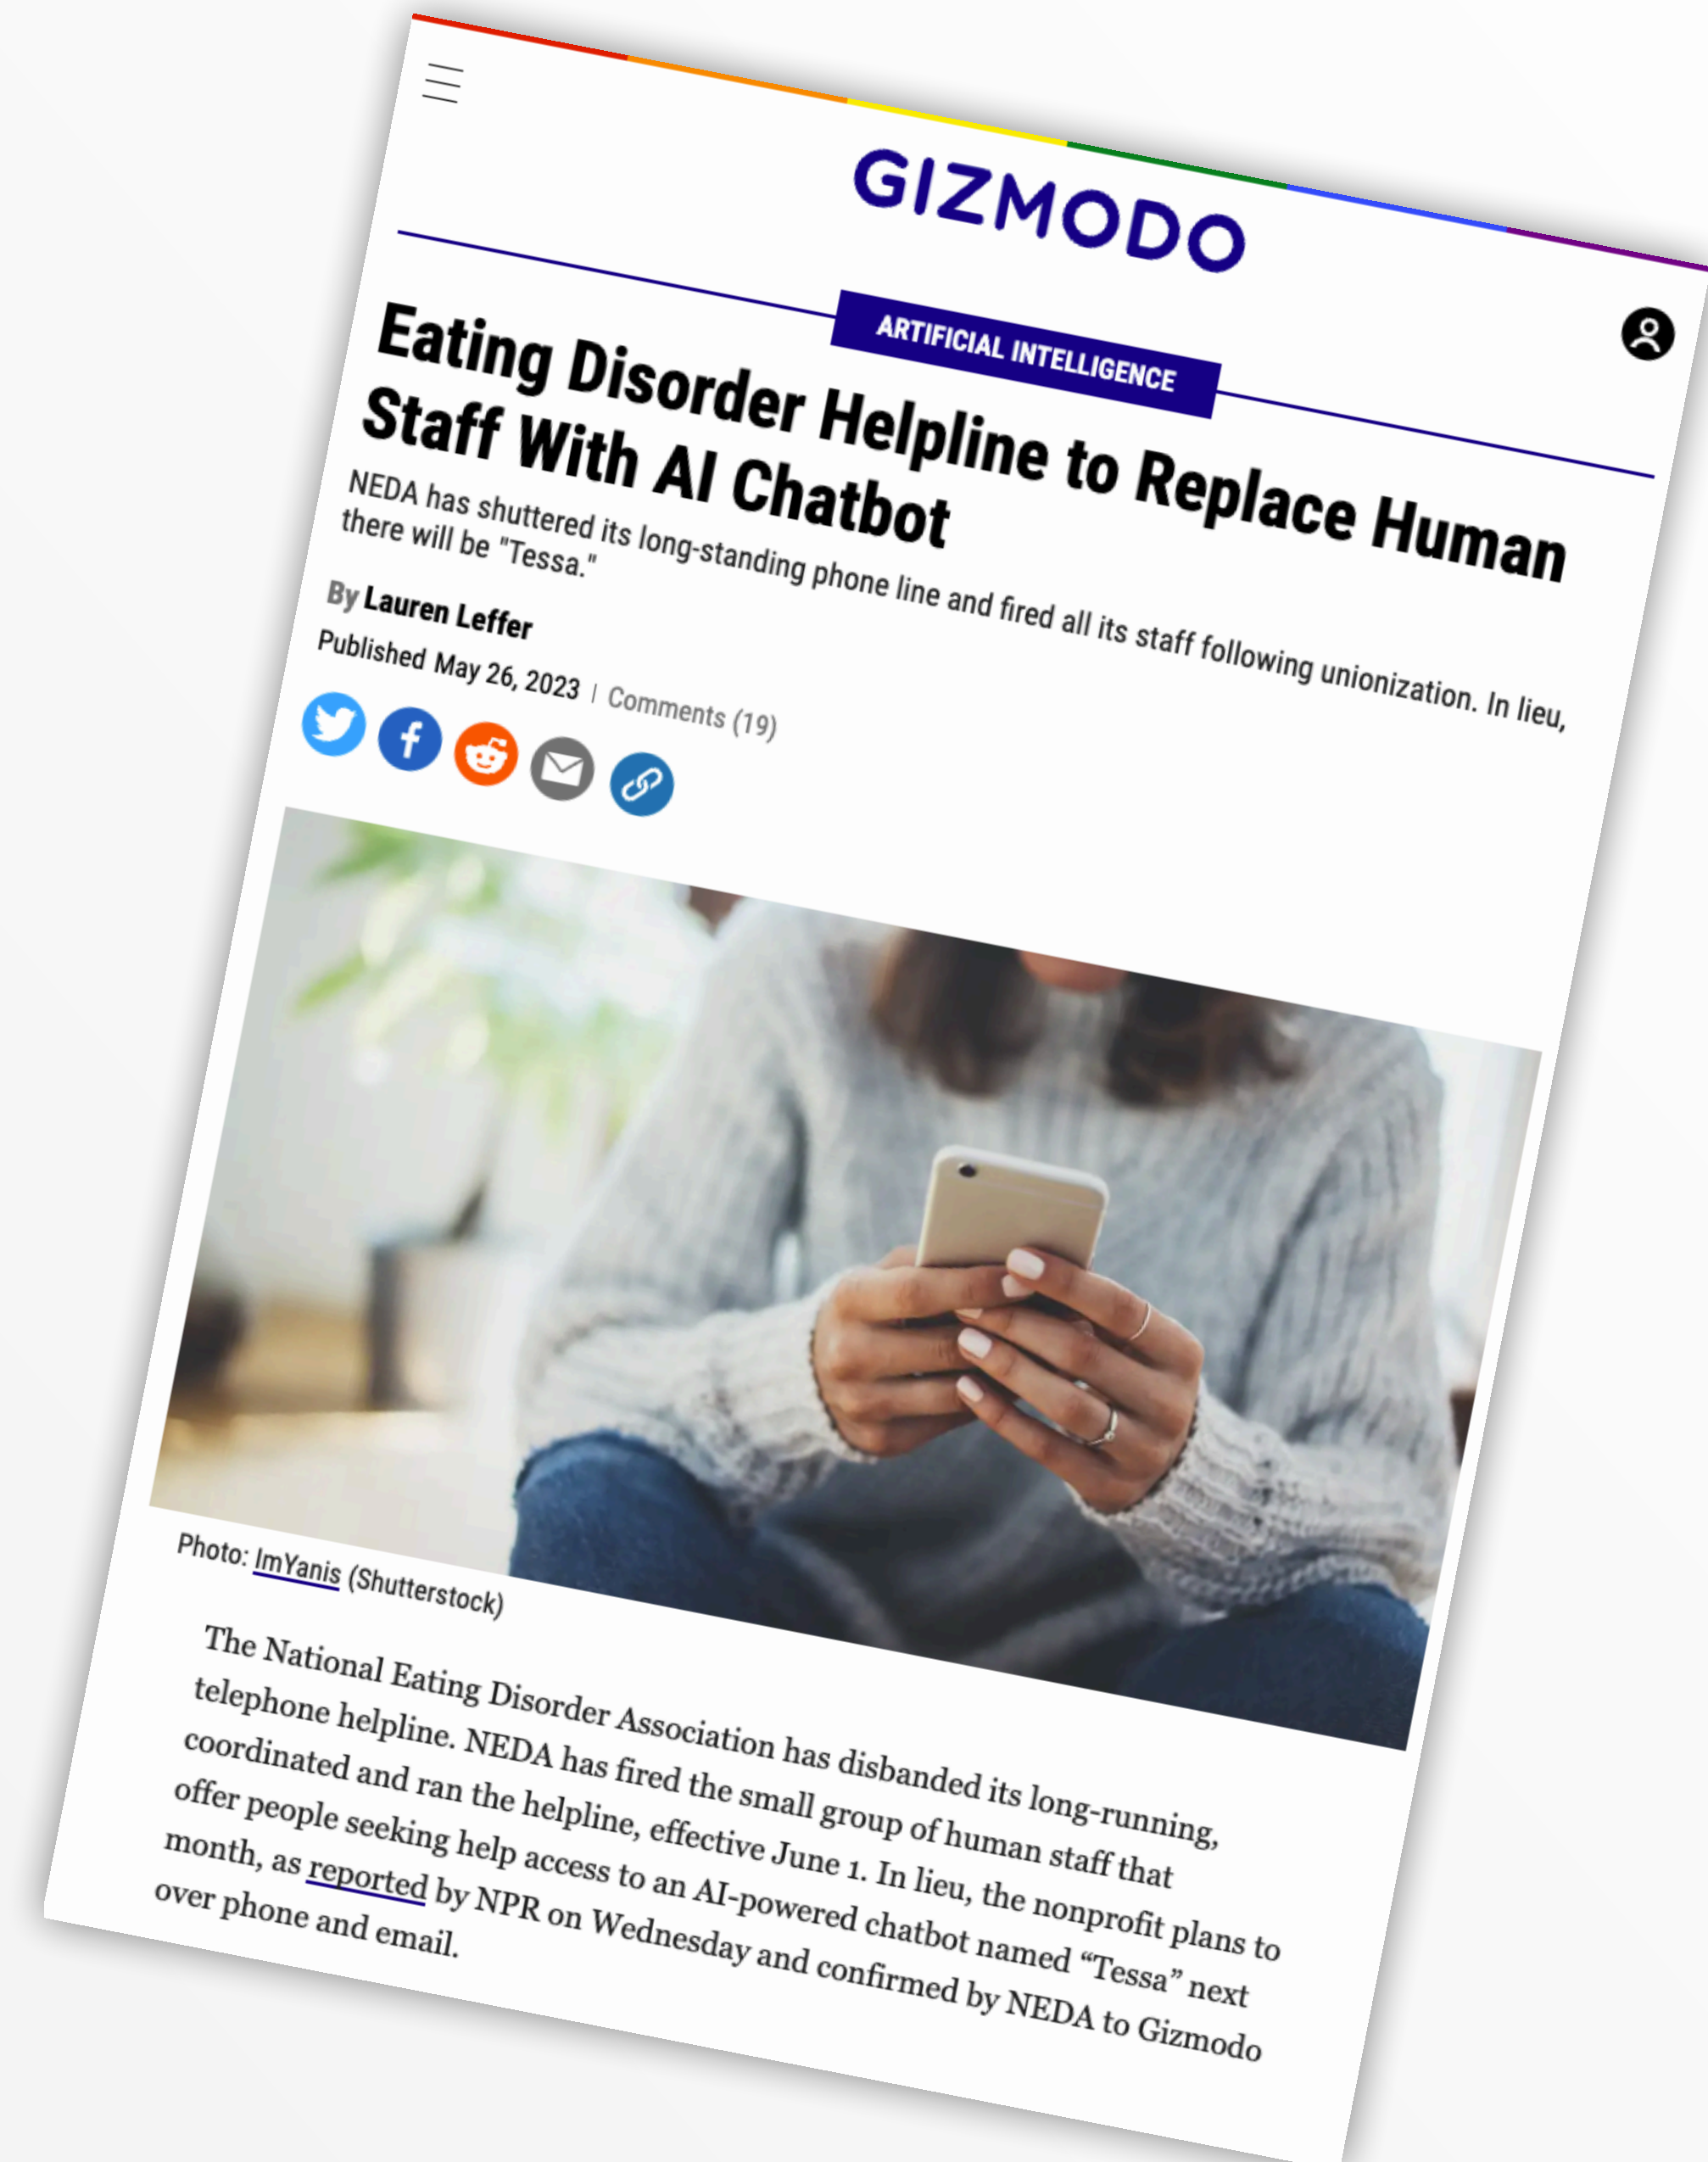 GIZMODO
ARTIFICIAL INTELLIGENCE
Eating Disorder Helpline to Replace Human
Staff With AI Chatbot
NEDA has shuttered its long-standing phone line and fired all its staff following unionization. In lieu,
there will be "Tessa."
By Lauren Leffer
Published May 26, 2023 | Comments (19)
Photo: ImYanis (Shutterstock)
The National Eating Disorder Association has disbanded its long-running,
telephone helpline. NEDA has fired the small group of human staff that
coordinated and ran the helpline, effective June 1. In lieu, the nonprofit plans to
offer people seeking help access to an AI-powered chatbot named “Tessa” next
month, as reported by NPR on Wednesday and confirmed by NEDA to Gizmodo
over phone and email.